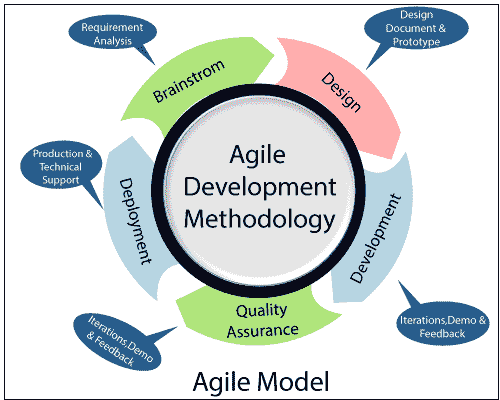 Requirement
Analysis
Design
Document &
Prototype
Brainstrom
Design
Production &
Technical
Support
Agile
Development
Methodology
Deployment
Development
Quality
Assurance
Iterations,Demo
& Feedback
Iterations,Demo &
Feedback
Agile Model